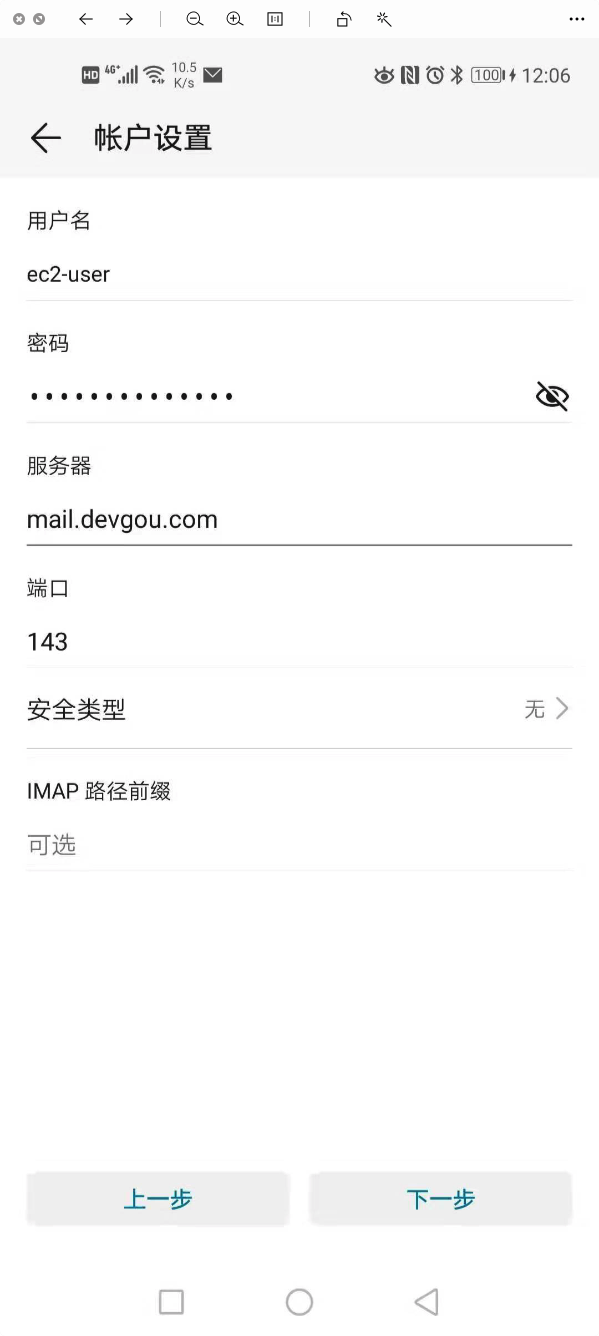 HD 4G+ 10.5 K/s 100 12:06
帐户设置
用户名
ec2-user
密码
••••••••••••••
服务器
mail.devgou.com
端口
143
安全类型 无
IMAP 路径前缀
可选
上一步 下一步